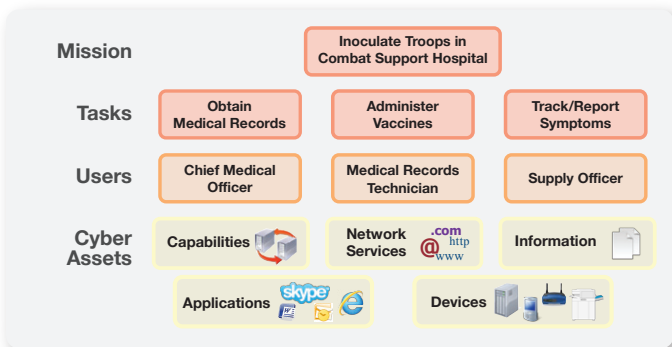 Mission
Inoculate Troops in
Combat Support Hospital
Tasks
Obtain
Medical Records
Administer
Vaccines
Track/Report
Symptoms
Users
Chief Medical
Officer
Medical Records
Technician
Supply Officer
Cyber
Assets
Capabilities
Network
Services
.com
@ http
www
Information
Applications
skype
W
e
Devices